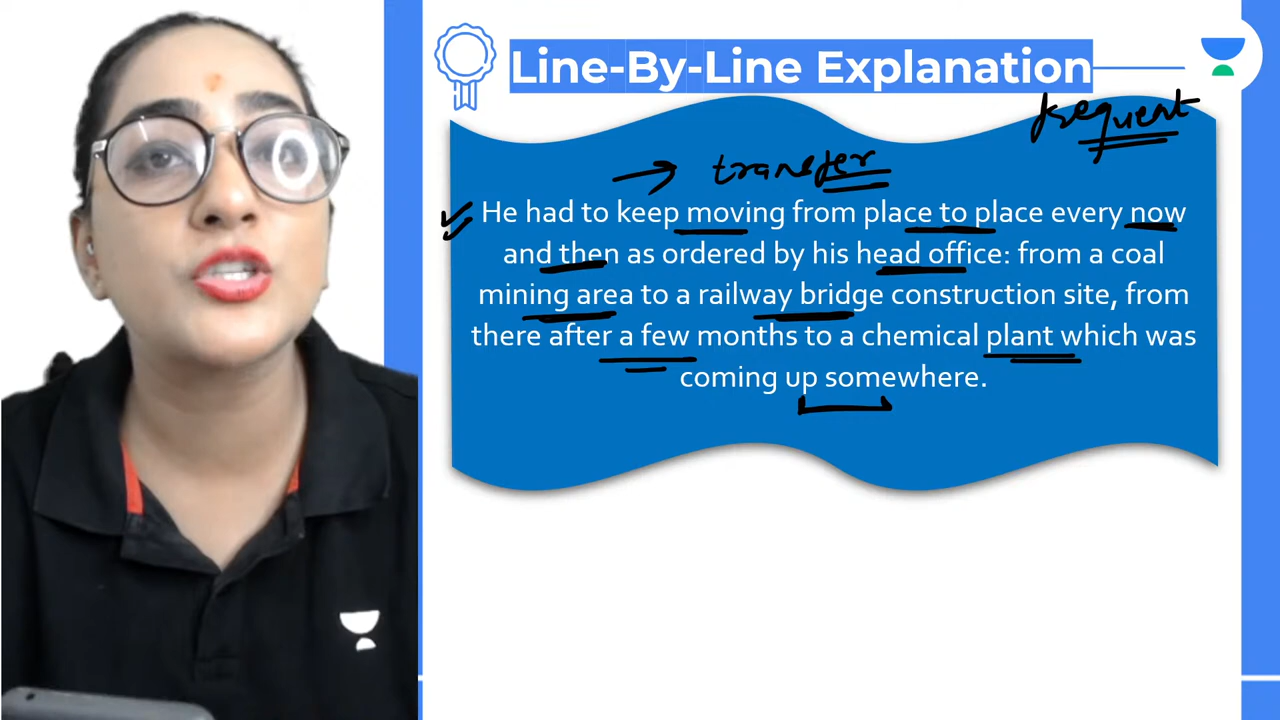 Line-By-Line Explanation
frequent
→ transfer
He had to keep moving from place to place every now
and then as ordered by his head office: from a coal
mining area to a railway bridge construction site, from
there after a few months to a chemical plant which was
coming up somewhere.